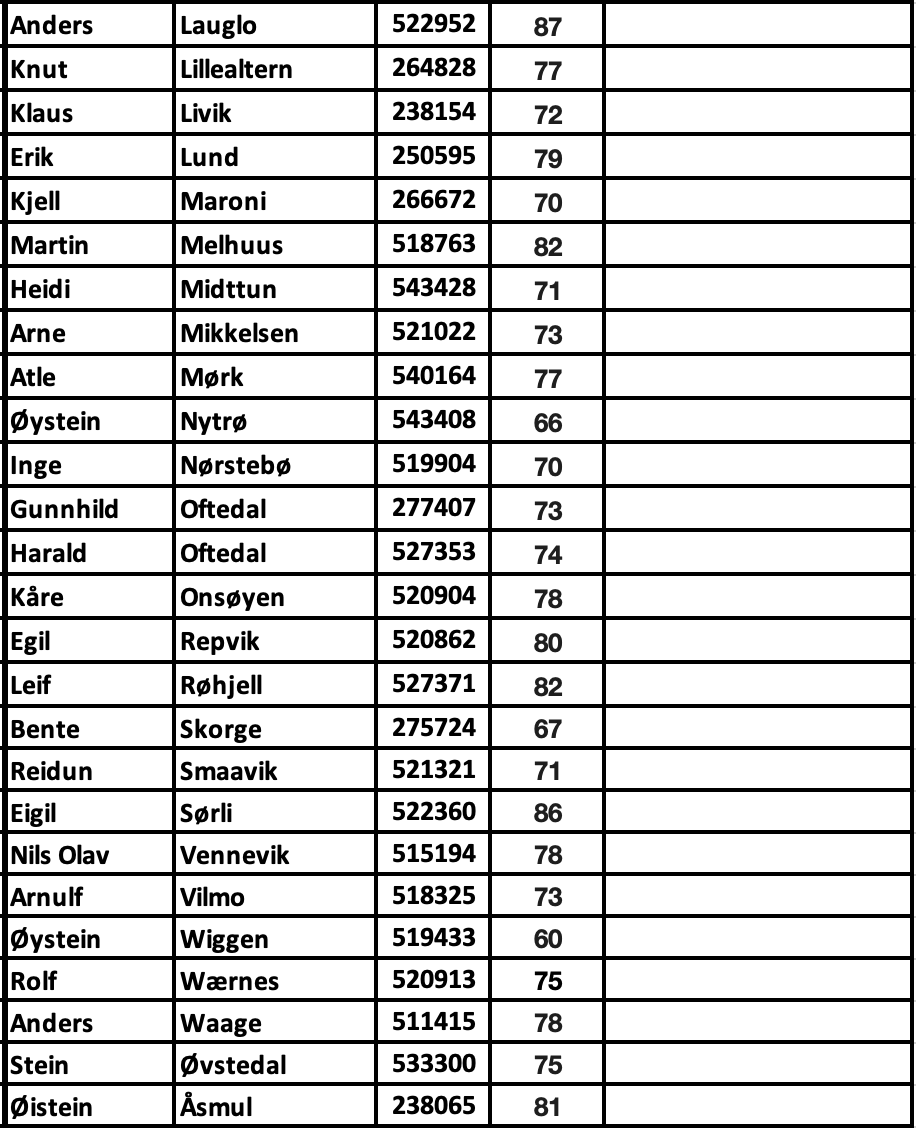 Anders Lauglo 522952 87
Knut Lillealtern 264828 77
Klaus Livik 238154 72
Erik Lund 250595 79
Kjell Maroni 266672 70
Martin Melhuus 518763 82
Heidi Midttun 543428 71
Arne Mikkelsen 521022 73
Atle Mørk 540164 77
Øystein Nytrø 543408 66
Inge Nørstebø 519904 70
Gunnhild Oftedal 277407 73
Harald Oftedal 527353 74
Kåre Onsøyen 520904 78
Egil Repvik 520862 80
Leif Røhjell 527371 82
Bente Skorge 275724 67
Reidun Smaavik 521321 71
Eigil Sørli 522360 86
Nils Olav Vennevik 515194 78
Arnulf Vilmo 518325 73
Øystein Wiggen 519433 60
Rolf Wærnes 520913 75
Anders Waage 511415 78
Stein Øvstedal 533300 75
Øistein Åsmul 238065 81